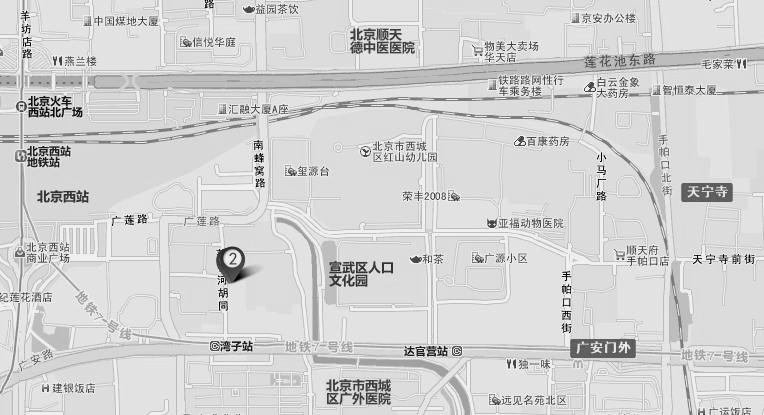 益园茶饮
羊坊店路
中国煤地大厦
信悦华庭
北京顺天
德中医医院
京安办公楼
物美大卖场
华天店
燕兰楼
莲花池东路
毛家菜
铁路路网性行
车乘务楼
白云金象
大药房
智恒泰大厦
北京火车
西站北广场
汇融大厦A座
北京西站
地铁站
南蜂窝路
北京市西城
区红山幼儿园
百康药房
手帕口北街
小马厂路
玺源台
北京西站
荣丰2008
天宁寺
广莲路
广莲路
亚福动物医院
北京西站
商业广场
2
河胡同
宣武区人口
文化园
和茶
广源小区
顺天府
手帕口店
天宁寺前街
手帕口西街
纪莲花酒店
地铁7号线
湾子站
地铁7号线
达官营站
广安门外
地铁7号线
广安路
独一味
建银饭店
北京市西城
区广外医院
远见名苑北区
广运饭店